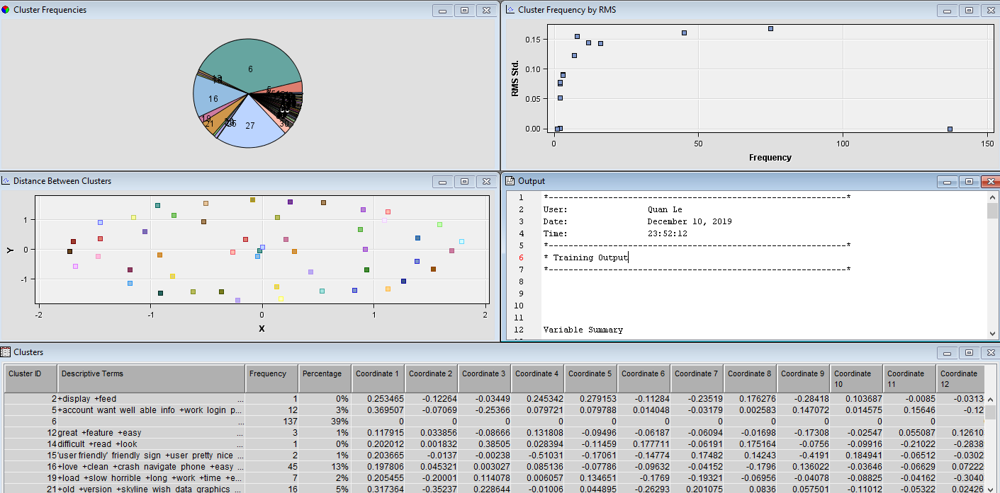 Cluster Frequencies
6
5
16
19
21
27
30
Cluster Frequency by RMS
RMS Std.
0.15
0.10
0.05
0.00
0 50 100 150
Frequency
Distance Between Clusters
Y
1
0
-1
-2 -1 0 1 2
X
Output
1 *--------------------------------------------------------------*
2 User: Quan Le
3 Date: December 10, 2019
4 Time: 23:52:12
5 *--------------------------------------------------------------*
6 * Training Output
7 *--------------------------------------------------------------*
8
9
10
11
12 Variable Summary
Clusters
Cluster ID Descriptive Terms Frequency Percentage Coordinate 1 Coordinate 2 Coordinate 3 Coordinate 4 Coordinate 5 Coordinate 6 Coordinate 7 Coordinate 8 Coordinate 9 Coordinate 10 Coordinate 11 Coordinate 12
2 +display +feed ... 1 0% 0.253465 -0.12264 -0.03449 0.245342 0.279153 -0.11284 -0.23519 0.176276 -0.28418 0.103687 -0.0085 -0.0313
5 +account want well able info +work login p... 12 3% 0.369507 -0.07069 -0.25366 0.079721 0.079788 0.014048 -0.03179 0.002583 0.147072 0.014575 0.15646 -0.12
6 137 39% 0 0 0 0 0 0 0 0 0 0 0
12 great +feature +easy ... 3 1% 0.117915 0.033856 -0.08666 0.131808 -0.09496 -0.06187 -0.06094 -0.01698 -0.17308 -0.02547 0.055087 0.12610
14 difficult +read +look ... 1 0% 0.202012 0.001832 0.38505 0.028394 -0.11459 0.177711 -0.06191 0.175164 -0.0756 -0.09916 -0.21022 -0.2838
15 'user friendly' friendly sign +user pretty nice ... 2 1% 0.203665 -0.0137 -0.00238 -0.51031 -0.17061 -0.14774 0.17482 0.14243 -0.4191 0.184941 -0.06512 -0.0302
16 +love +clean +crash navigate phone +easy ... 45 13% 0.197806 0.045321 0.003027 0.085136 -0.07786 -0.09632 -0.04152 -0.1796 0.136022 -0.03646 -0.06629 0.07222
19 +load +slow horrible +long +work +time +e... 7 2% 0.205455 -0.20001 0.114078 0.006057 0.134651 -0.1769 -0.19321 -0.06956 -0.04078 -0.08825 -0.04162 -0.3040
21 +old +version +skyline wish data graphics ... 16 5% 0.317364 -0.35237 0.228644 -0.01006 0.044895 -0.26293 0.201075 0.0836 0.057501 -0.11012 -0.05322 0.02426